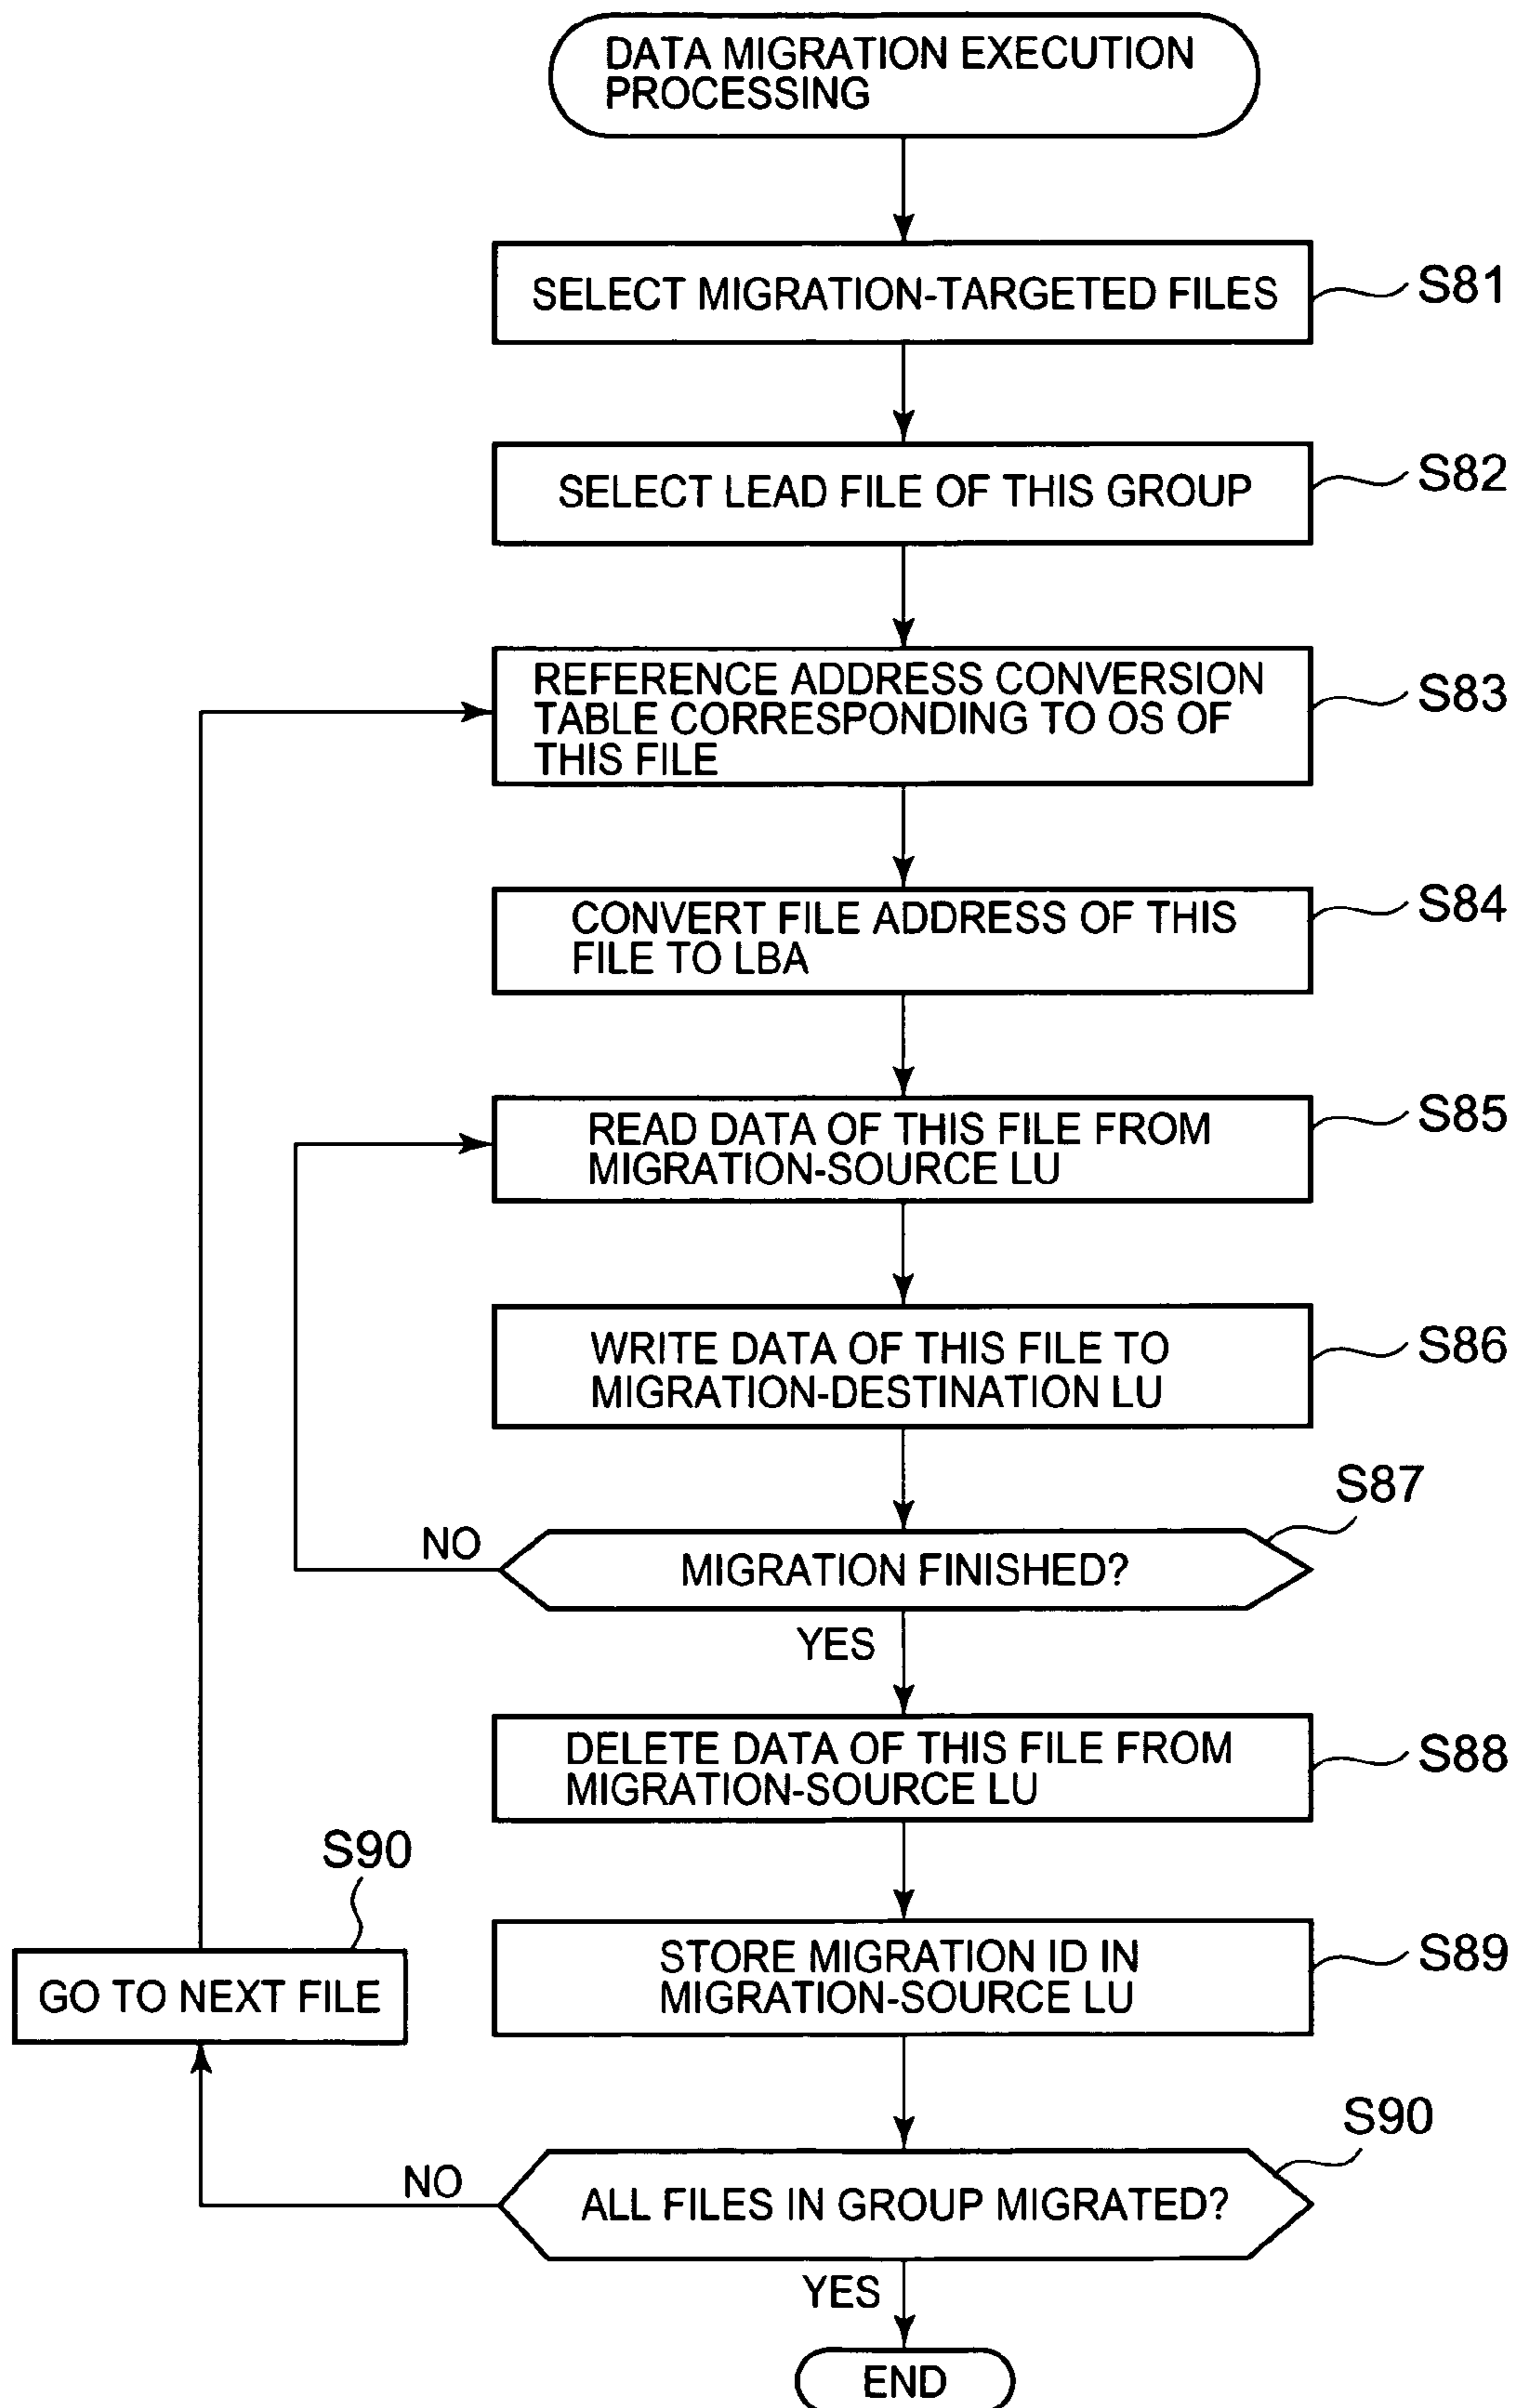 DATA MIGRATION EXECUTION
PROCESSING
SELECT MIGRATION-TARGETED FILES
S81
SELECT LEAD FILE OF THIS GROUP
S82
REFERENCE ADDRESS CONVERSION
TABLE CORRESPONDING TO OS OF
THIS FILE
S83
CONVERT FILE ADDRESS OF THIS
FILE TO LBA
S84
READ DATA OF THIS FILE FROM
MIGRATION-SOURCE LU
S85
WRITE DATA OF THIS FILE TO
MIGRATION-DESTINATION LU
S86
S87
NO
MIGRATION FINISHED?
YES
DELETE DATA OF THIS FILE FROM
MIGRATION-SOURCE LU
S88
S90
GO TO NEXT FILE
STORE MIGRATION ID IN
MIGRATION-SOURCE LU
S89
S90
NO
ALL FILES IN GROUP MIGRATED?
YES
END